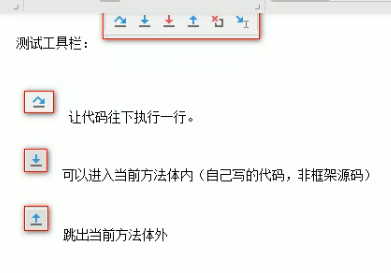 测试工具栏：
让代码往下执行一行。
可以进入当前方法体内（自己写的代码，非框架源码）
跳出当前方法体外